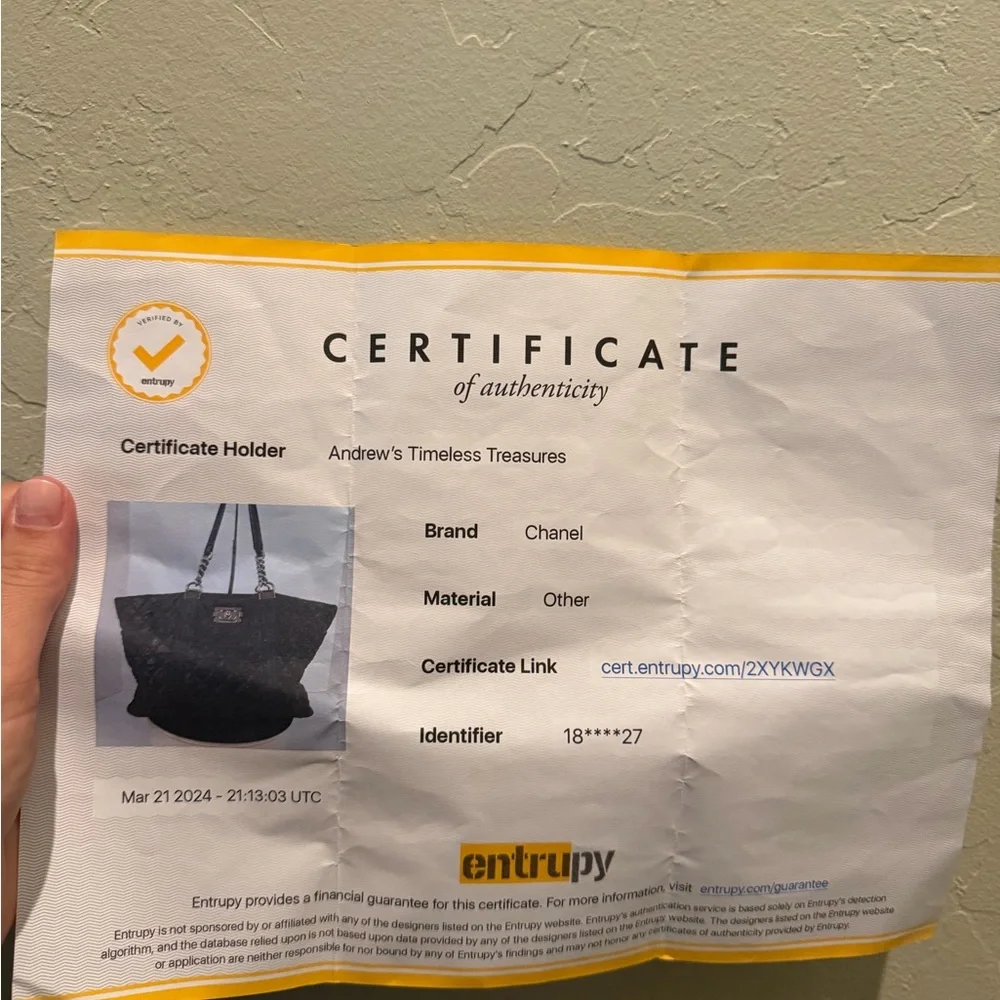 VERIFIED BY
entrupy
CERTIFICATE
of authenticity
Certificate Holder Andrew's Timeless Treasures
Brand Chanel
Material Other
Certificate Link cert.entrupy.com/2XYKWGX
Identifier 18****27
Mar 21 2024 - 21:13:03 UTC
entrupy
Entrupy provides a financial guarantee for this certificate. For more information, visit entrupy.com/guarantee
Entrupy is not sponsored by or affiliated with any of the designers listed on the Entrupy website. Entrupy's authentication service is based solely on Entrupy's detection
algorithm, and the database relied upon is not based upon data provided by any of the designers listed on the Entrupy website. The designers listed on the Entrupy website
or application are neither responsible for nor bound by any of Entrupy's findings and may not honor any certificates of authenticity provided by Entrupy.